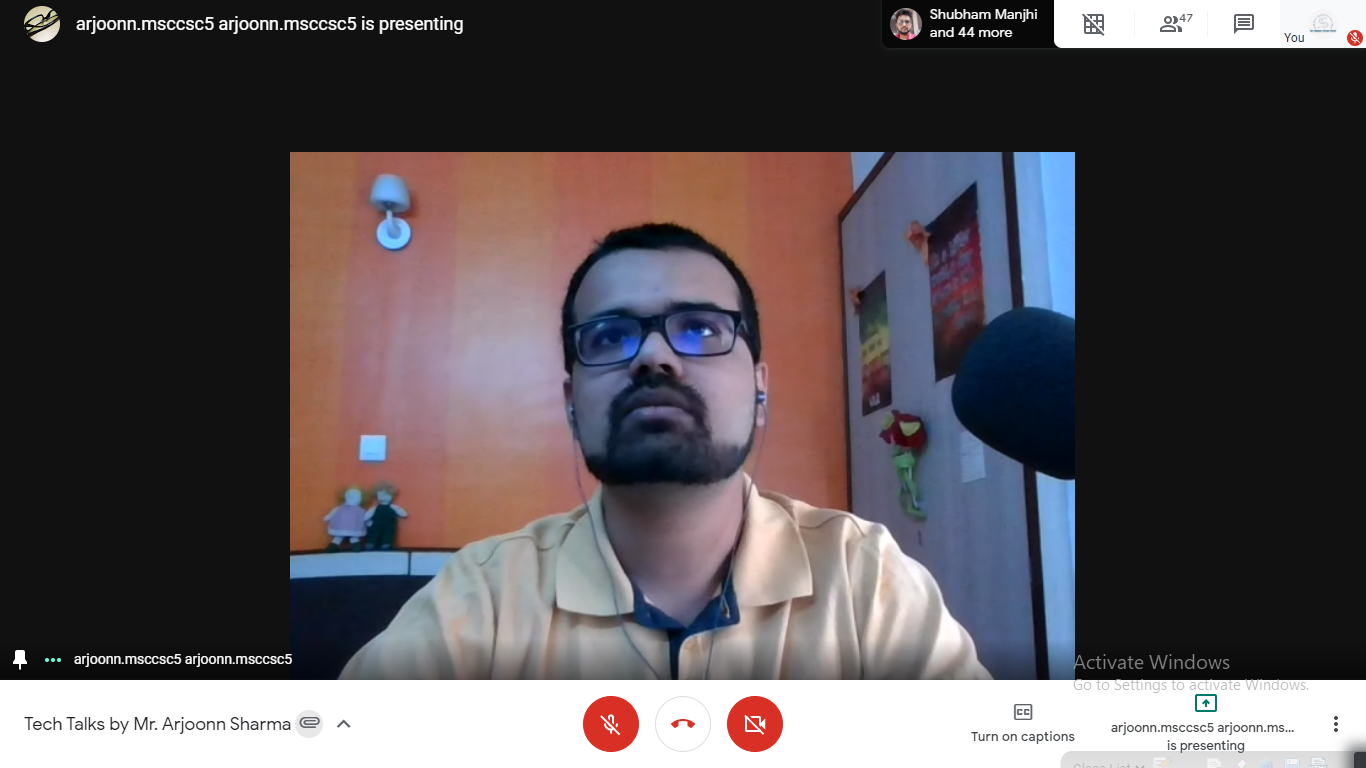 arjoonn.msccsc5 arjoonn.msccsc5 is presenting
Shubham Manjhi
and 44 more
47
You
arjoonn.msccsc5 arjoonn.msccsc5
Activate Windows
Go to Settings to activate Windows.
Tech Talks by Mr. Arjoonn Sharma
Turn on captions
arjoonn.msccsc5 arjoonn.ms...
is presenting